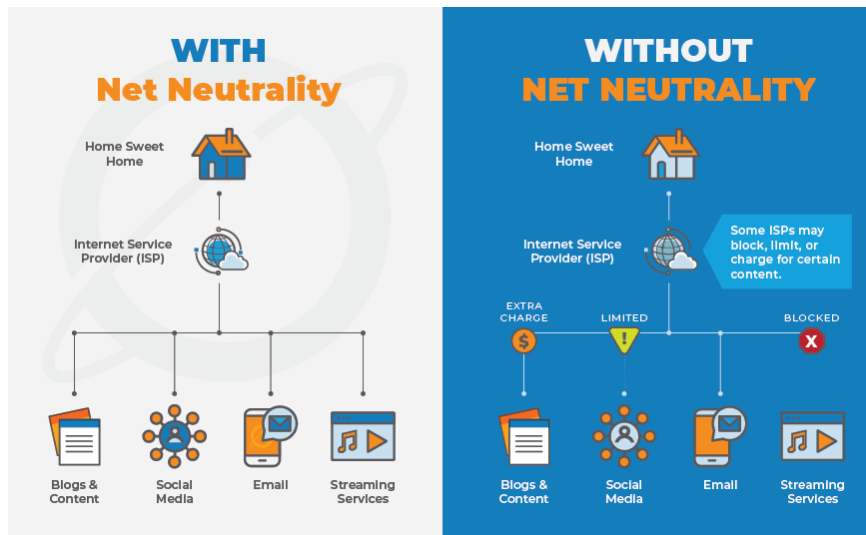 WITH
Net Neutrality
Home Sweet
Home
Internet Service
Provider (ISP)
Blogs &
Content
Social
Media
Email
Streaming
Services
WITHOUT
NET NEUTRALITY
Home Sweet
Home
Internet Service
Provider (ISP)
Some ISPs may
block, limit, or
charge for certain
content.
EXTRA
CHARGE
LIMITED
BLOCKED
$
!
X
Blogs &
Content
Social
Media
Email
Streaming
Services